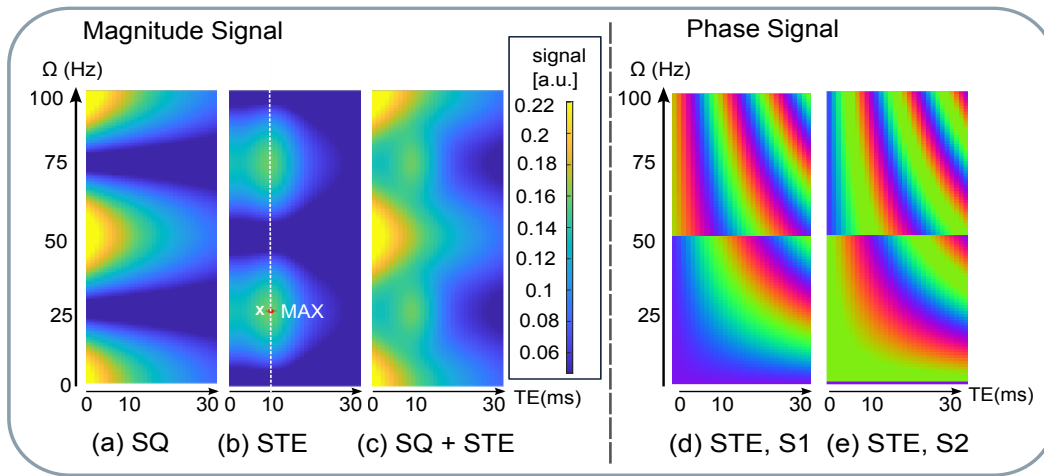 Magnitude Signal
Phase Signal
Ω (Hz)
100
75
50
25
0
x MAX
0 10 30
0 10 30
0 10 30
TE(ms)
(a) SQ (b) STE (c) SQ + STE
signal
[a.u.]
0.22
0.2
0.18
0.16
0.14
0.12
0.1
0.08
0.06
Ω (Hz)
100
75
50
25
0
0 10 30
0 10 30
TE(ms)
(d) STE, S1 (e) STE, S2